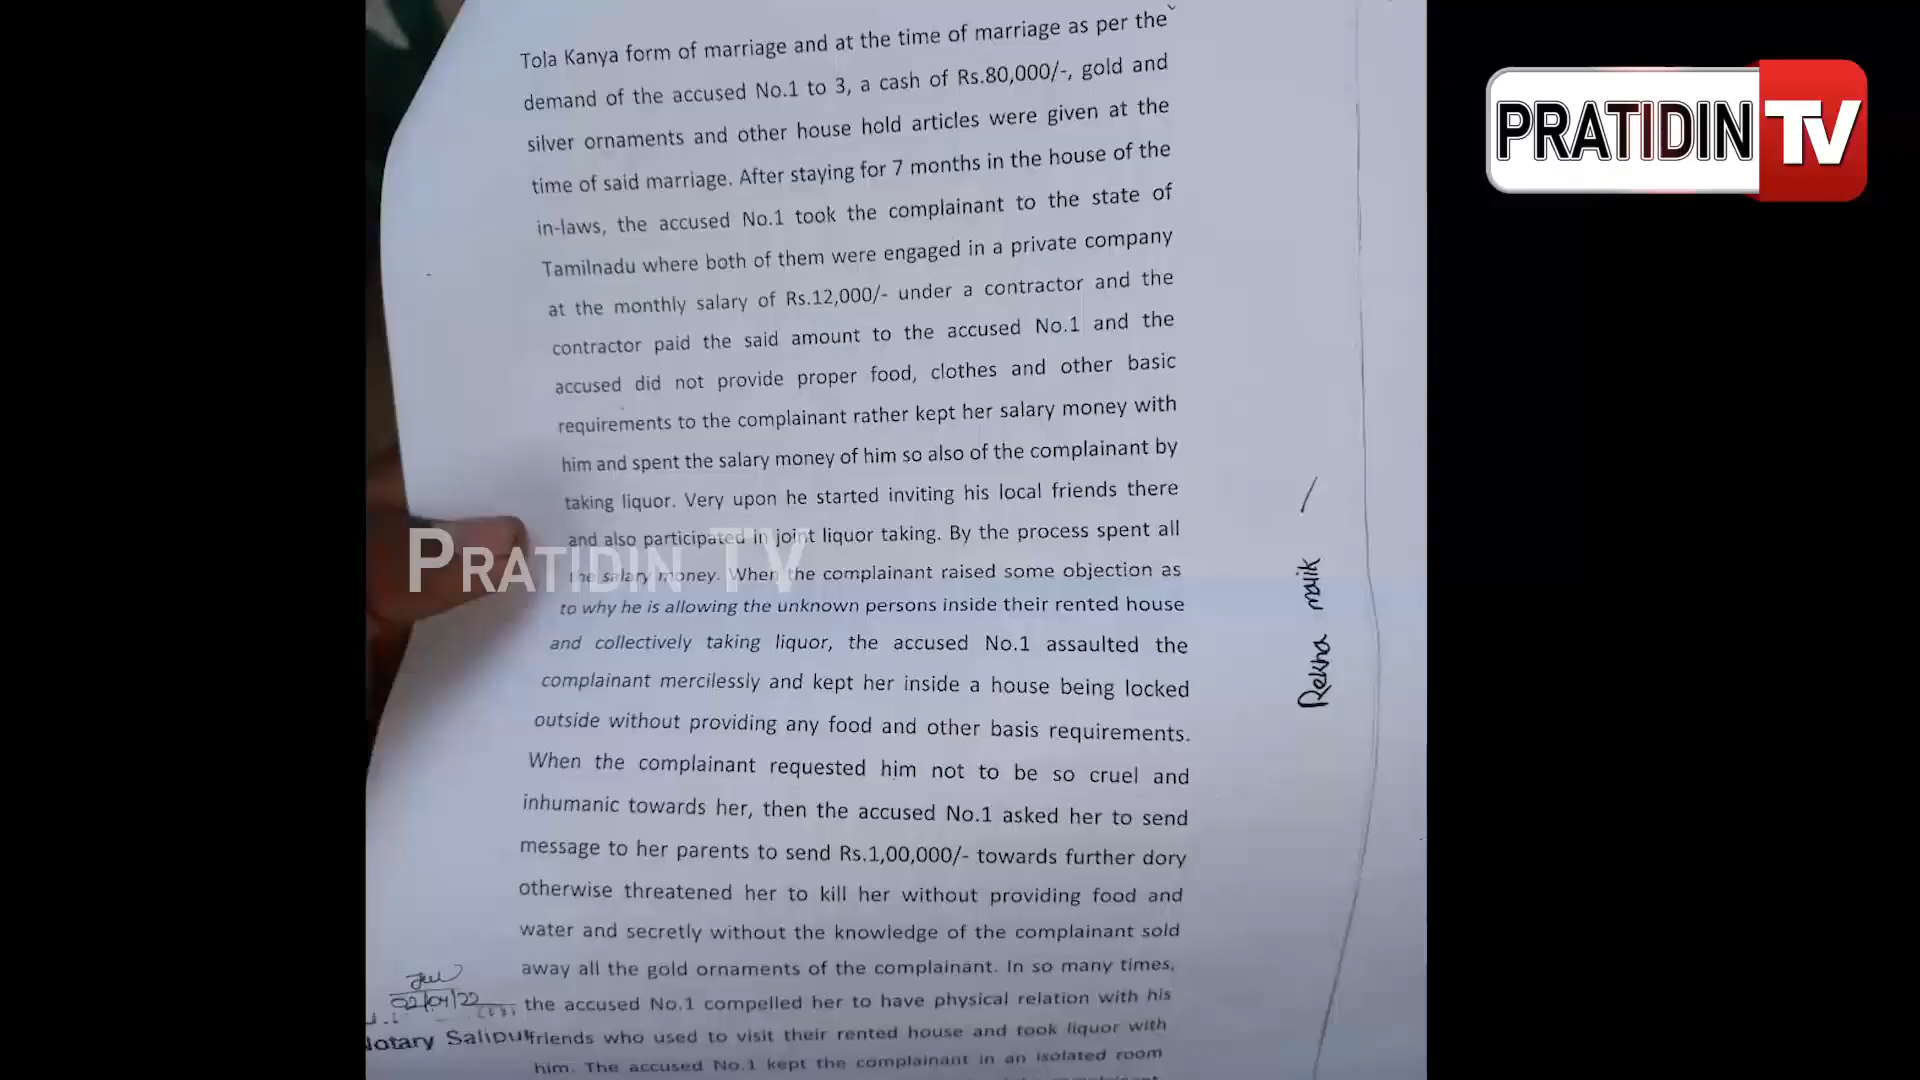 Tola Kanya form of marriage and at the time of marriage as per the
demand of the accused No.1 to 3, a cash of Rs.80,000/-, gold and
silver ornaments and other house hold articles were given at the
time of said marriage. After staying for 7 months in the house of the
in-laws, the accused No.1 took the complainant to the state of
Tamilnadu where both of them were engaged in a private company
at the monthly salary of Rs.12,000/- under a contractor and the
contractor paid the said amount to the accused No.1 and the
accused did not provide proper food, clothes and other basic
requirements to the complainant rather kept her salary money with
him and spent the salary money of him so also of the complainant by
taking liquor. Very upon he started inviting his local friends there
and also participated in joint liquor taking. By the process spent all
the salary money. When the complainant raised some objection as
to why he is allowing the unknown persons inside their rented house
and collectively taking liquor, the accused No.1 assaulted the
complainant mercilessly and kept her inside a house being locked
outside without providing any food and other basis requirements.
When the complainant requested him not to be so cruel and
inhumanic towards her, then the accused No.1 asked her to send
message to her parents to send Rs.1,00,000/- towards further dory
otherwise threatened her to kill her without providing food and
water and secretly without the knowledge of the complainant sold
away all the gold ornaments of the complainant. In so many times,
the accused No.1 compelled her to have physical relation with his
friends who used to visit their rented house and took liquor with
him. The accused No.1 kept the complainant in an isolated room
02/04/22
Notary Salipur
Rekha malik
PRATIDIN TV
PRATIDIN TV